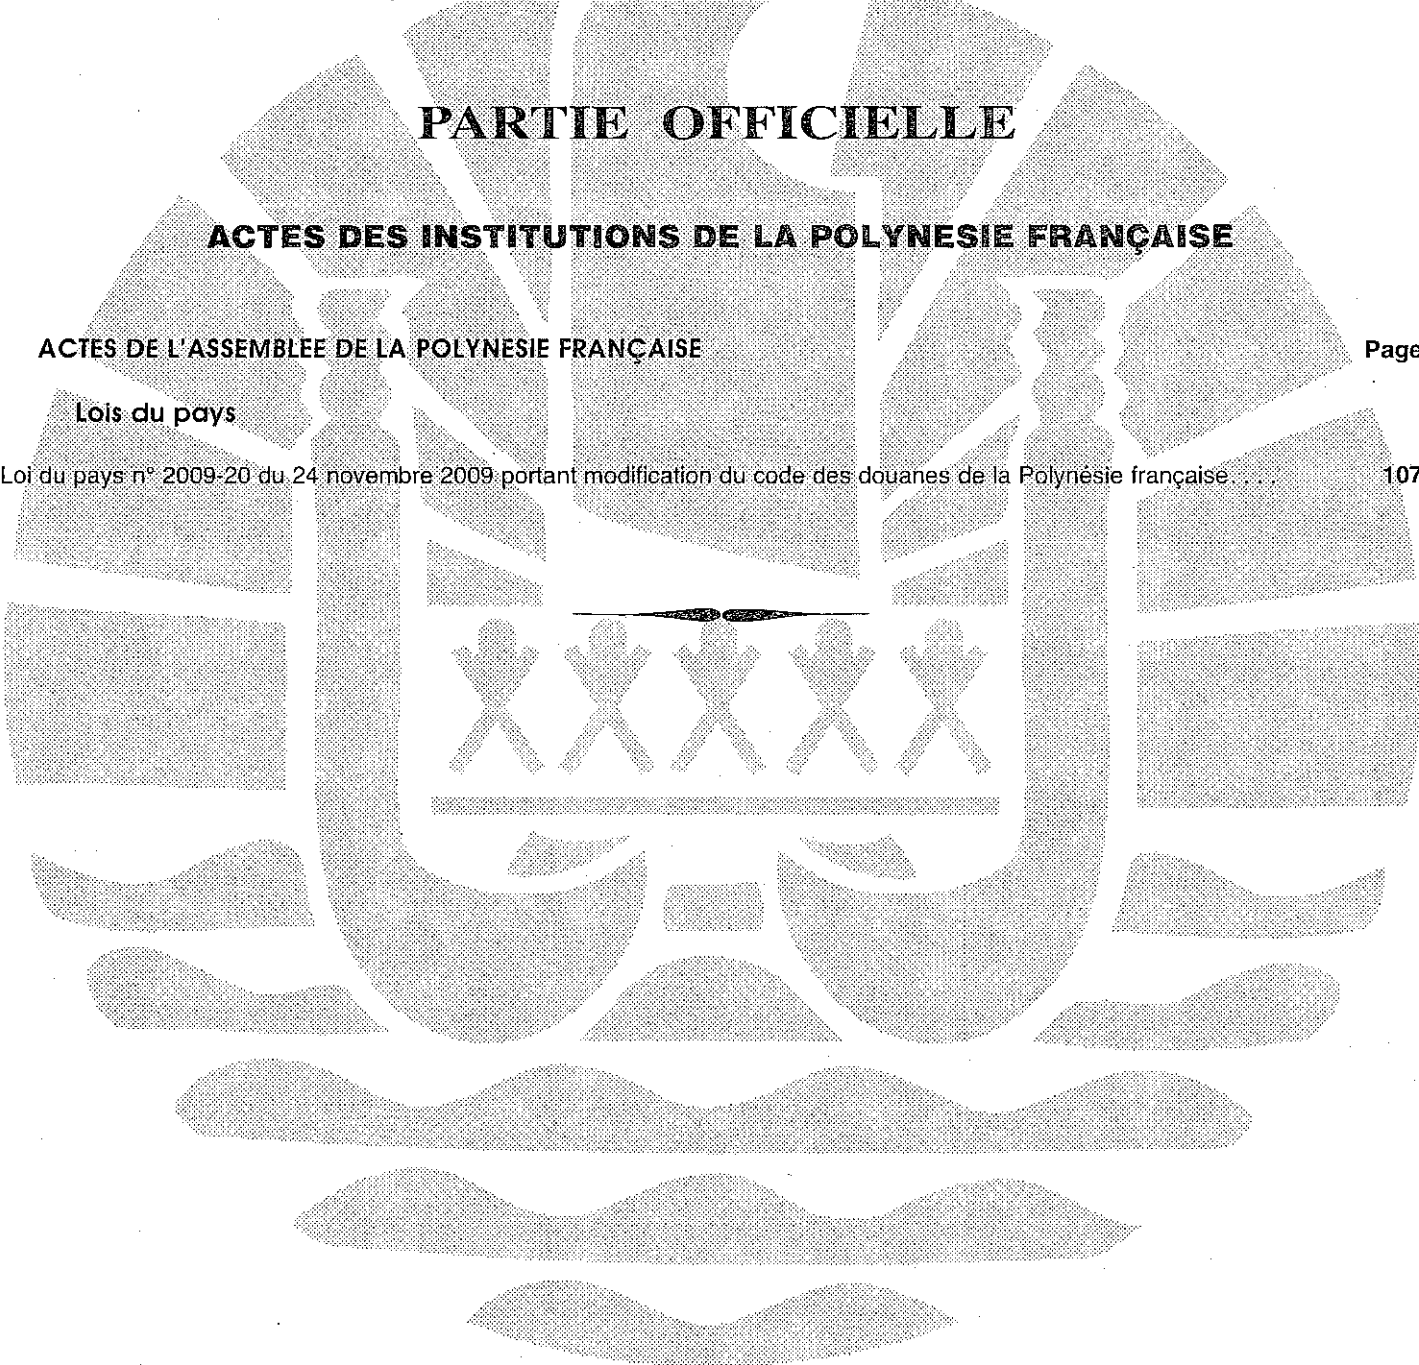 PARTIE OFFICIELLE
ACTES DES INSTITUTIONS DE LA POLYNESIE FRANÇAISE
ACTES DE L'ASSEMBLEE DE LA POLYNESIE FRANÇAISE Page
Lois du pays
Loi du pays n° 2009-20 du 24 novembre 2009 portant modification du code des douanes de la Polynésie française.... 107